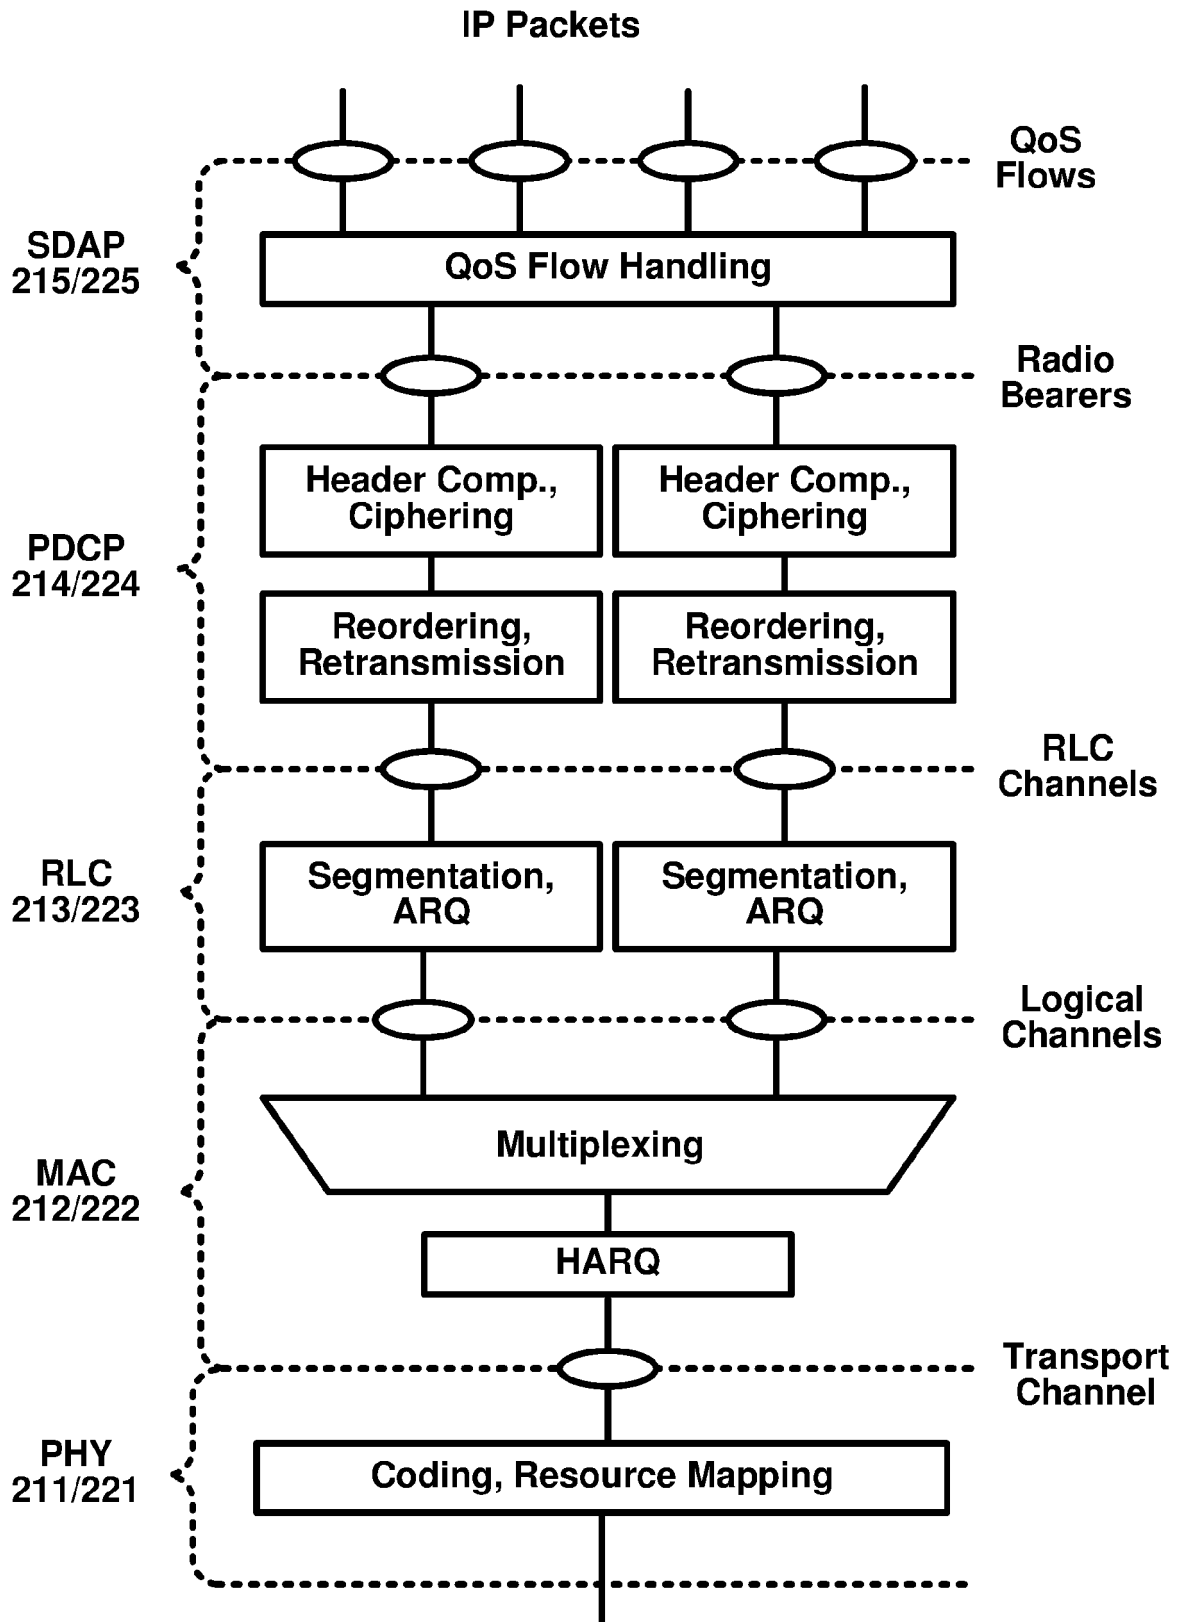 IP Packets
QoS
Flows
SDAP
215/225
QoS Flow Handling
Radio
Bearers
Header Comp.,
Ciphering
Header Comp.,
Ciphering
PDCP
214/224
Reordering,
Retransmission
Reordering,
Retransmission
RLC
Channels
RLC
213/223
Segmentation,
ARQ
Segmentation,
ARQ
Logical
Channels
Multiplexing
MAC
212/222
HARQ
Transport
Channel
PHY
211/221
Coding, Resource Mapping